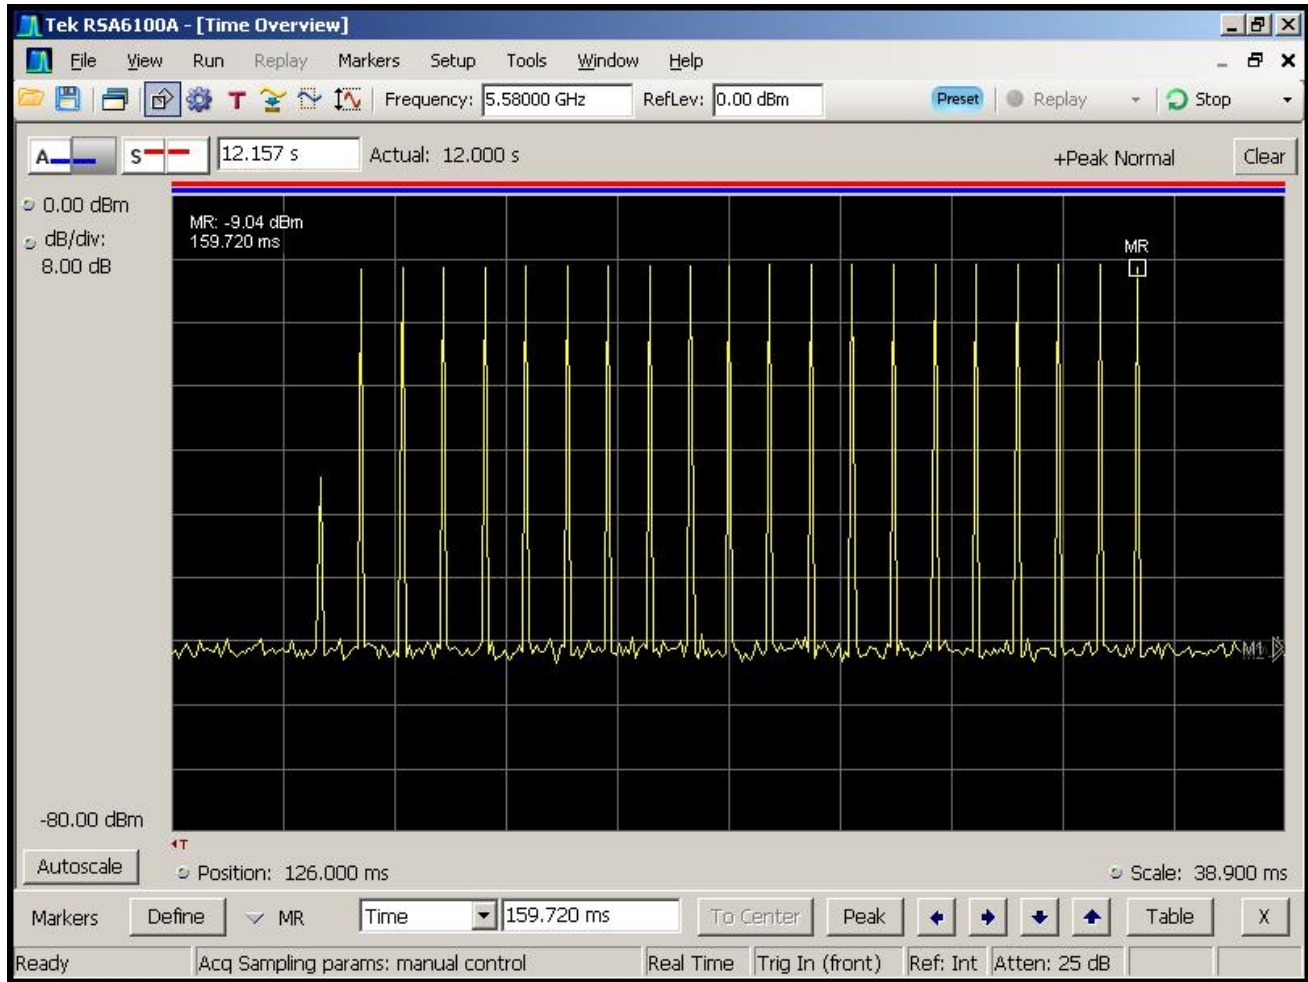 Tek RSA6100A - [Time Overview]
File View Run Replay Markers Setup Tools Window Help
T Frequency: 5.58000 GHz RefLev: 0.00 dBm Preset Replay Stop
A S 12.157 s Actual: 12.000 s +Peak Normal Clear
0.00 dBm
dB/div:
8.00 dB
MR: -9.04 dBm
159.720 ms
MR
M1
-80.00 dBm
T
Autoscale Position: 126.000 ms Scale: 38.900 ms
Markers Define MR Time 159.720 ms To Center Peak Table X
Ready Acq Sampling params: manual control Real Time Trig In (front) Ref: Int Atten: 25 dB